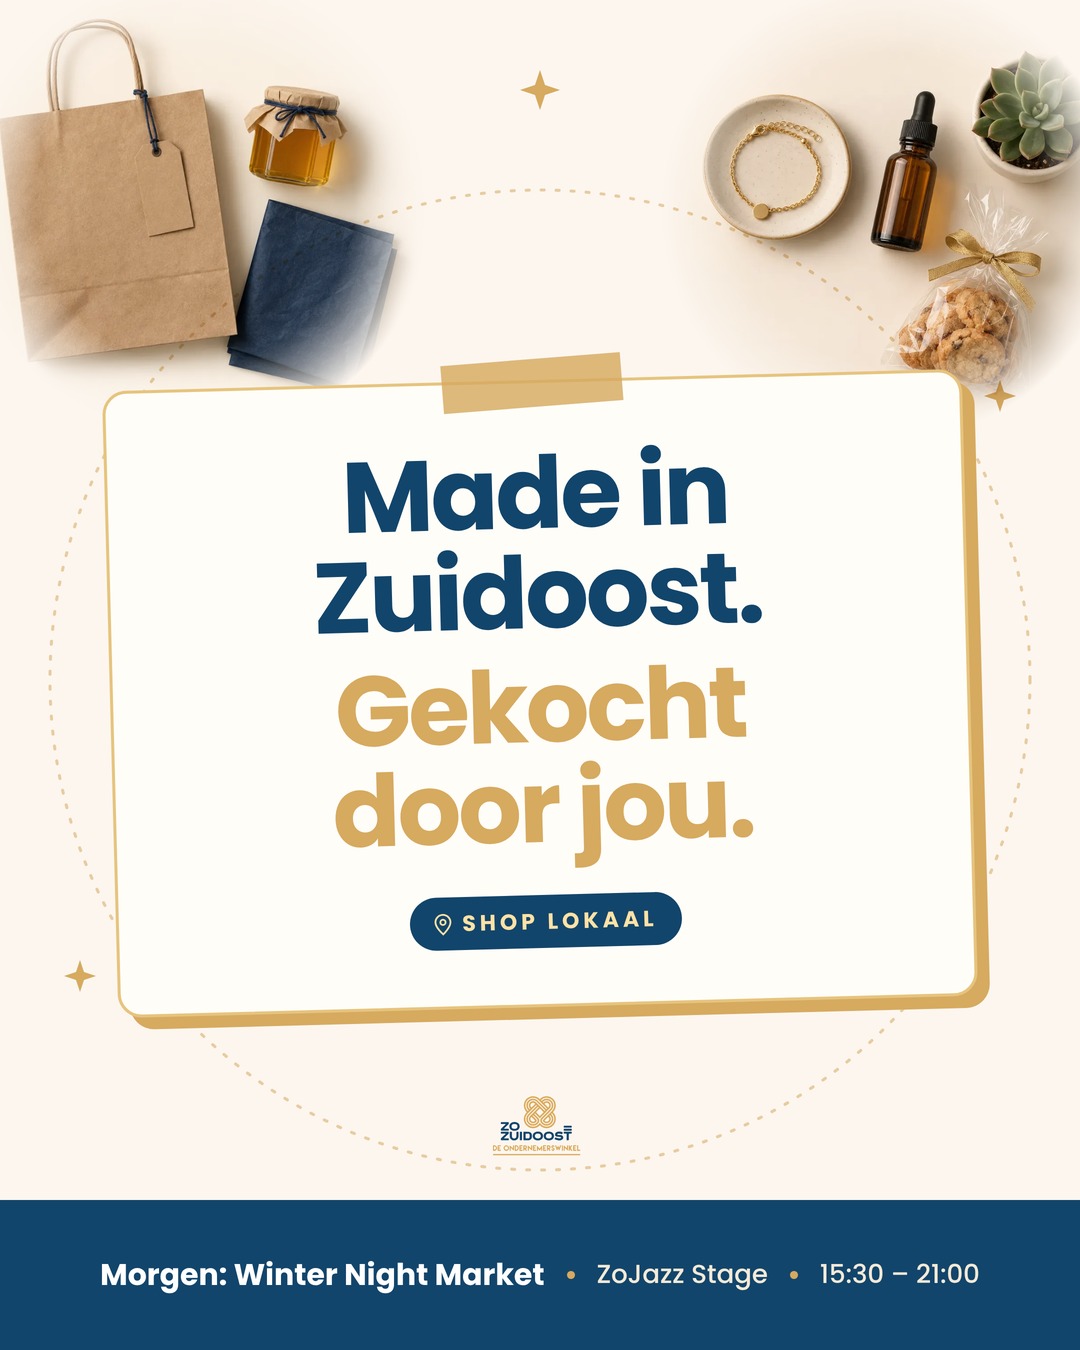 Made in
Zuidoost.
Gekocht
door jou.
SHOP LOKAAL
ZO
ZUIDOOST
DE ONDERNEMERSWINKEL
Morgen: Winter Night Market • ZoJazz Stage • 15:30 – 21:00